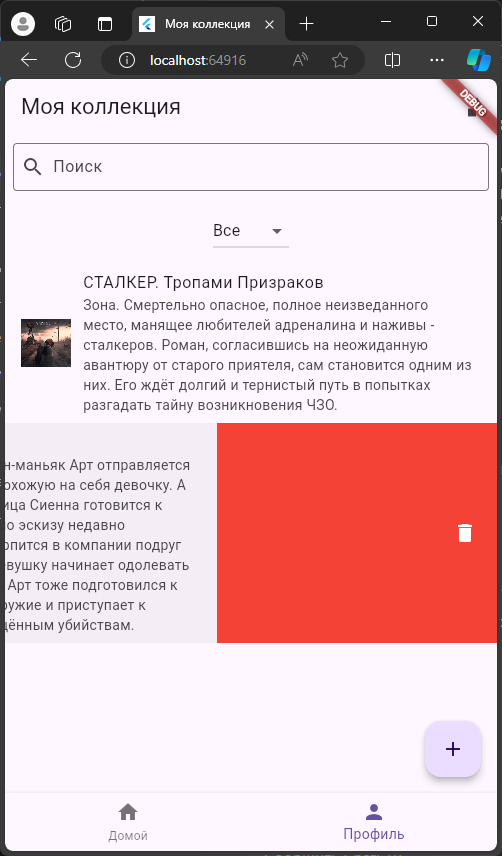 Моя коллекция
localhost:64916
DEBUG
Моя коллекция
Поиск
Все
СТАЛКЕР. Тропами Призраков
Зона. Смертельно опасное, полное неизведанного
место, манящее любителей адреналина и наживы -
сталкеров. Роман, согласившись на неожиданную
авантюру от старого приятеля, сам становится одним из
них. Его ждёт долгий и тернистый путь в попытках
разгадать тайну возникновения ЧЗО.
н-маньяк Арт отправляется
охожую на себя девочку. А
ица Сиенна готовится к
о эскизу недавно
опится в компании подруг
вушку начинает одолевать
Арт тоже подготовился к
ружие и приступает к
дённым убийствам.
Домой
Профиль